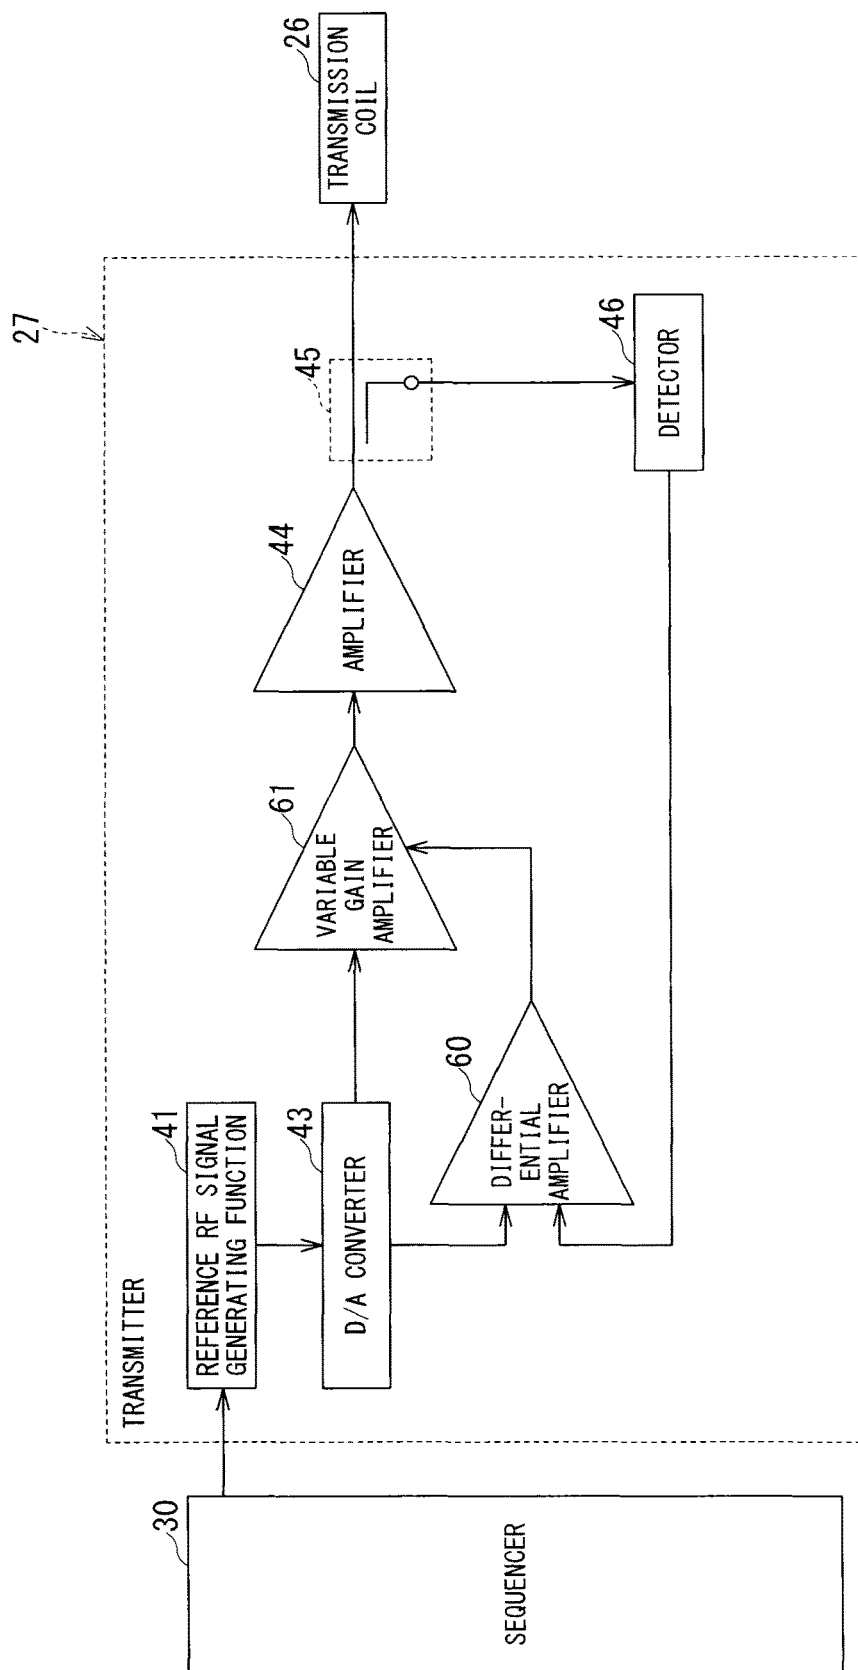 30
SEQUENCER
27
TRANSMITTER
41
REFERENCE RF SIGNAL
GENERATING FUNCTION
43
D/A CONVERTER
60
DIFFER-
ENTIAL
AMPLIFIER
61
VARIABLE
GAIN
AMPLIFIER
44
AMPLIFIER
45
46
DETECTOR
26
TRANSMISSION
COIL